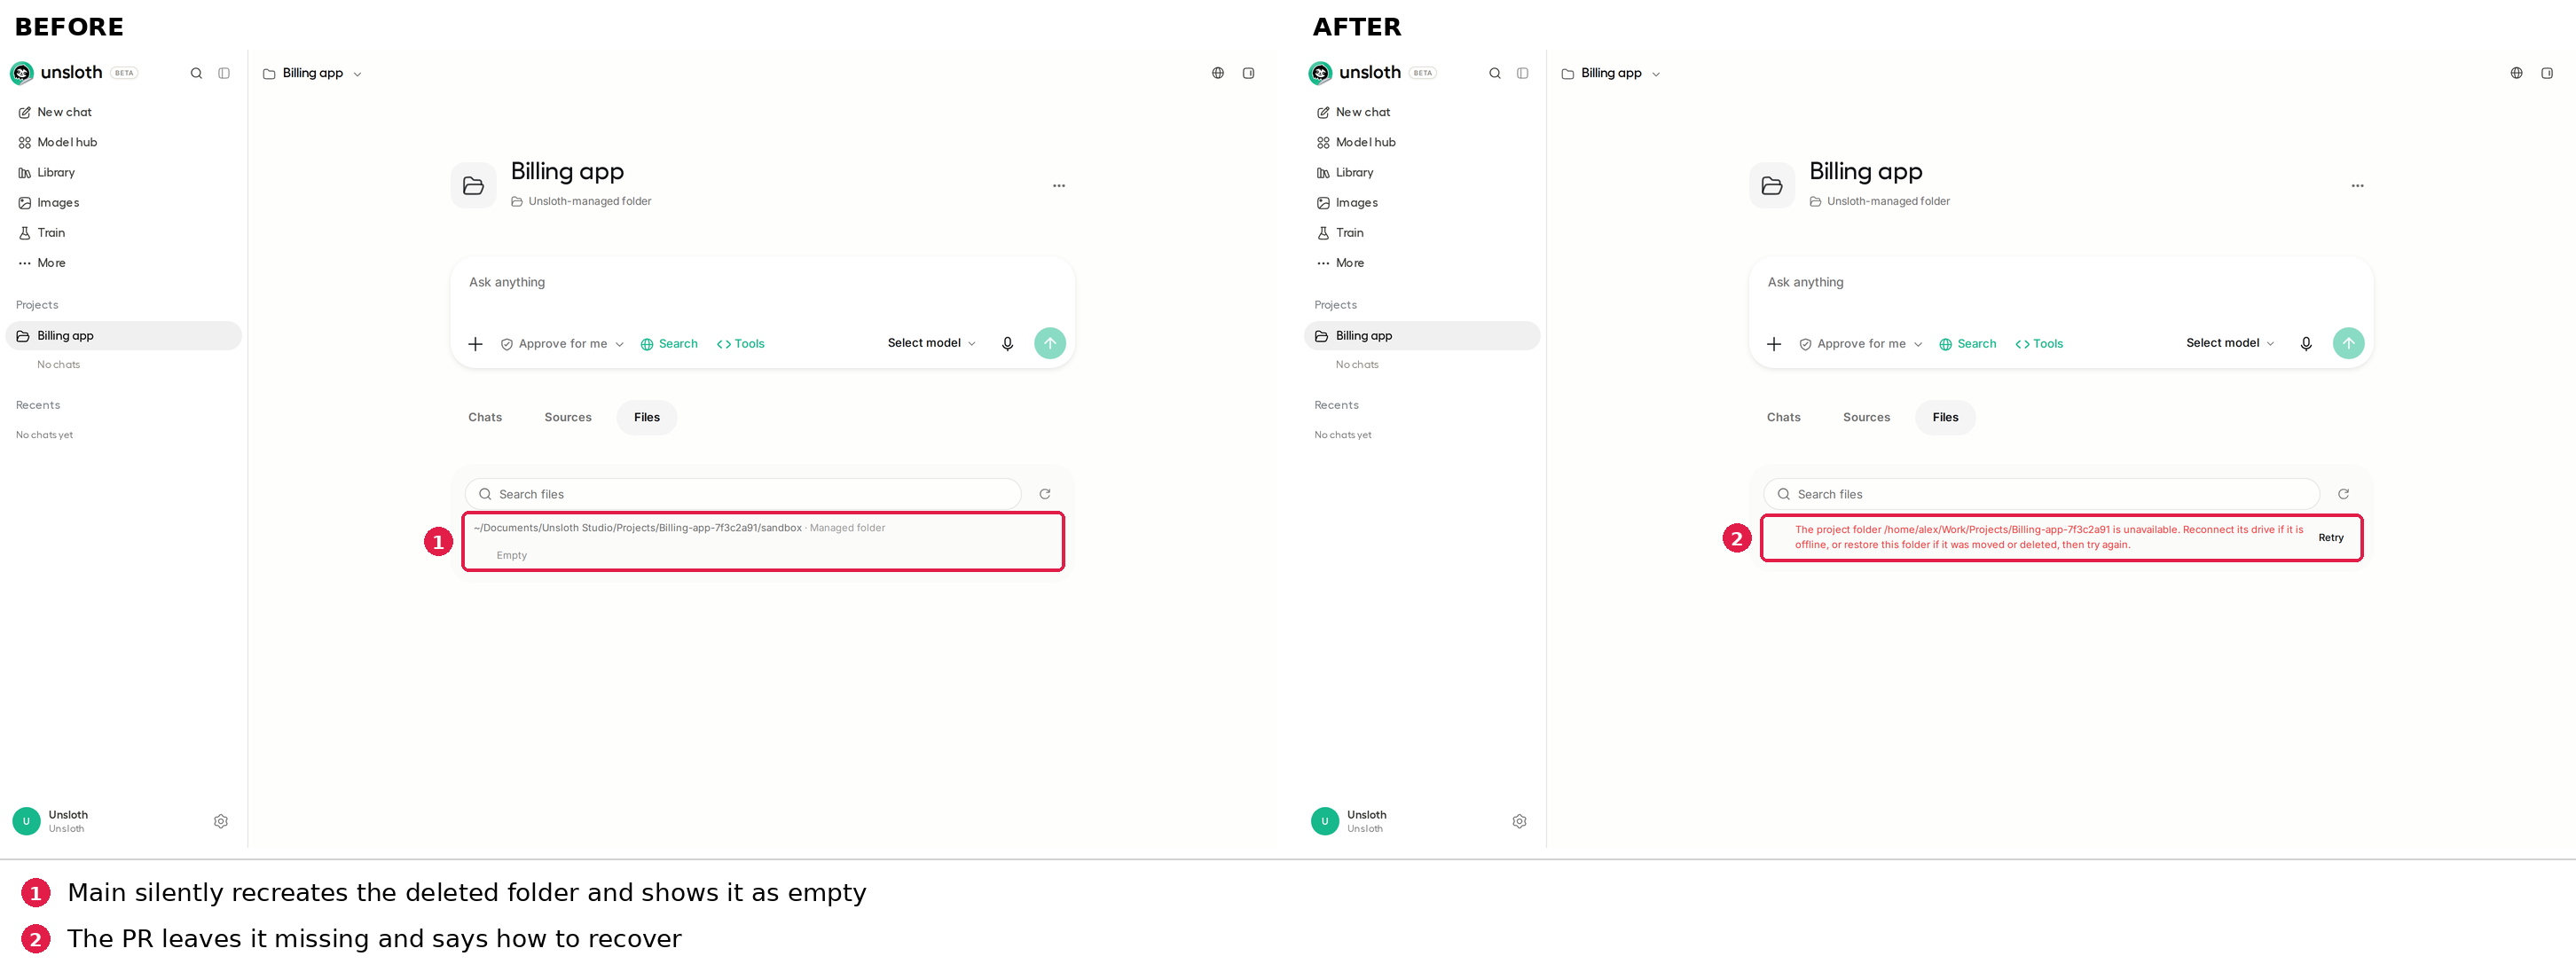 BEFORE
unsloth BETA
Billing app
New chat
Model hub
Library
Images
Train
More
Projects
Billing app
No chats
Recents
No chats yet
Unsloth
Unsloth
U
Billing app
Unsloth-managed folder
Ask anything
Approve for me
Search
Tools
Select model
Chats
Sources
Files
Search files
1
~/Documents/Unsloth Studio/Projects/Billing-app-7f3c2a91/sandbox · Managed folder
Empty
AFTER
unsloth BETA
Billing app
New chat
Model hub
Library
Images
Train
More
Projects
Billing app
No chats
Recents
No chats yet
Unsloth
Unsloth
U
Billing app
Unsloth-managed folder
Ask anything
Approve for me
Search
Tools
Select model
Chats
Sources
Files
Search files
2
The project folder /home/alex/Work/Projects/Billing-app-7f3c2a91 is unavailable. Reconnect its drive if it is
offline, or restore this folder if it was moved or deleted, then try again.
Retry
1 Main silently recreates the deleted folder and shows it as empty
2 The PR leaves it missing and says how to recover